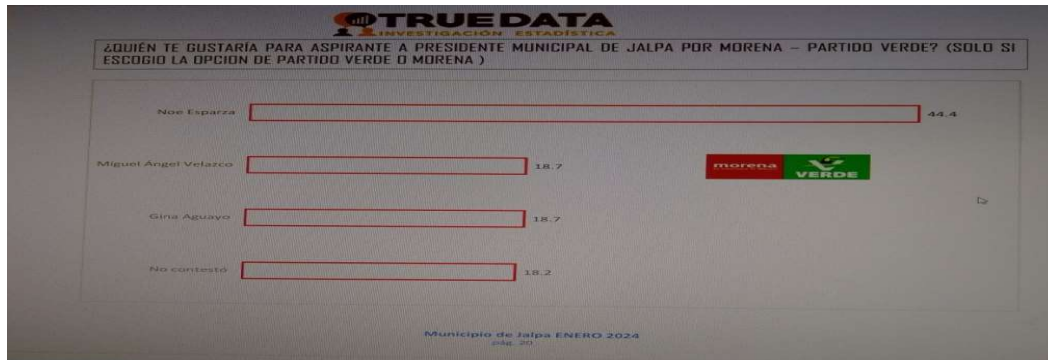 TRUEDATA
INVESTIGACIÓN ESTADÍSTICA
¿QUIÉN TE GUSTARÍA PARA ASPIRANTE A PRESIDENTE MUNICIPAL DE JALPA POR MORENA – PARTIDO VERDE? (SOLO SI
ESCOGIO LA OPCION DE PARTIDO VERDE O MORENA )
Noe Esparza 44.4
Miguel Ángel Velazco 18.7
morena VERDE
Gina Aguayo 18.7
No contestó 18.2
Municipio de Jalpa ENERO 2024
pág. 20